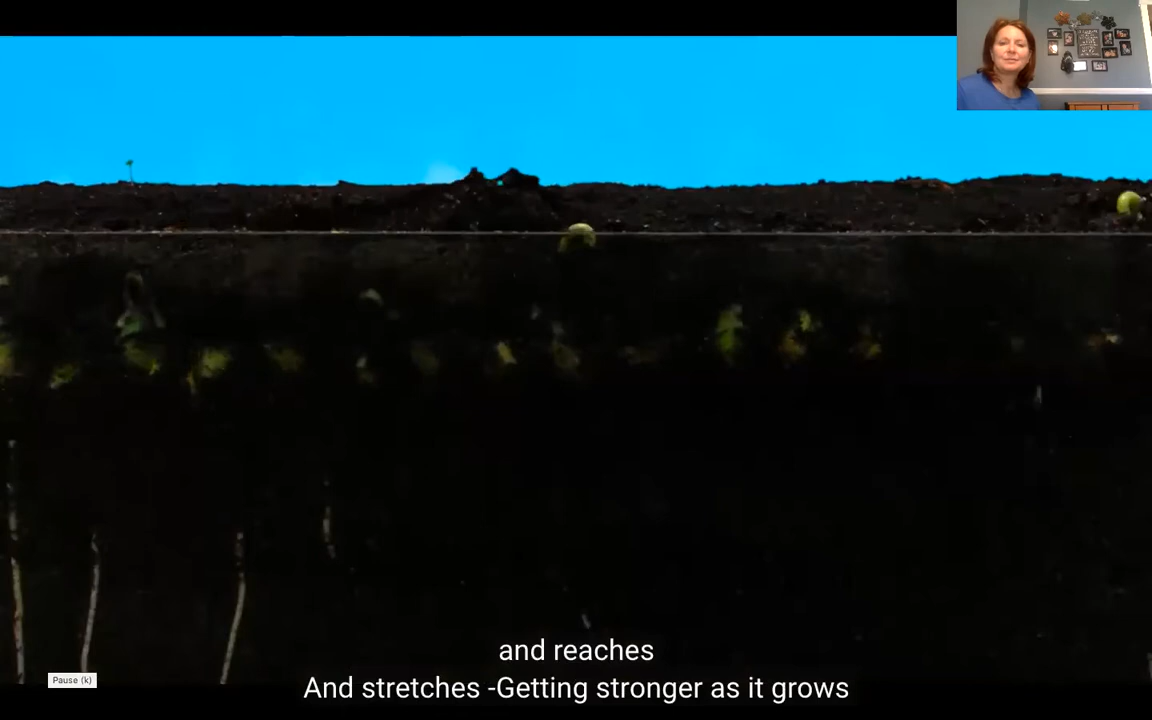 and reaches
And stretches -Getting stronger as it grows
Pause (k)